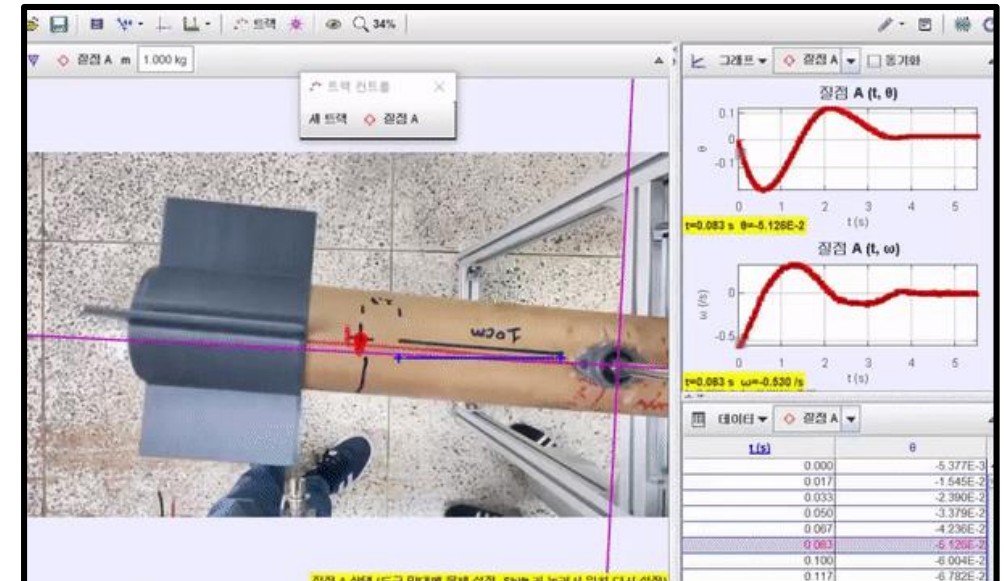 트랙
34%
질점 A m 1.000 kg
트랙 컨트롤
새 트랙 질점 A
10cm
그래프 질점 A 동기화
질점 A (t, θ)
θ
0.1
0
-0.1
0 1 2 3 4 5
t=0.083 s θ=-5.126E-2
t (s)
질점 A (t, ω)
ω (/s)
0
-0.5
0 1 2 3 4 5
t=0.083 s ω=-0.530 /s
t (s)
데이터 질점 A
t (s) θ
0.000 -5.377E-3
0.017 -1.545E-2
0.033 -2.390E-2
0.050 -3.379E-2
0.067 -4.236E-2
0.083 -5.126E-2
0.100 -6.004E-2
0.117 -6.782E-2